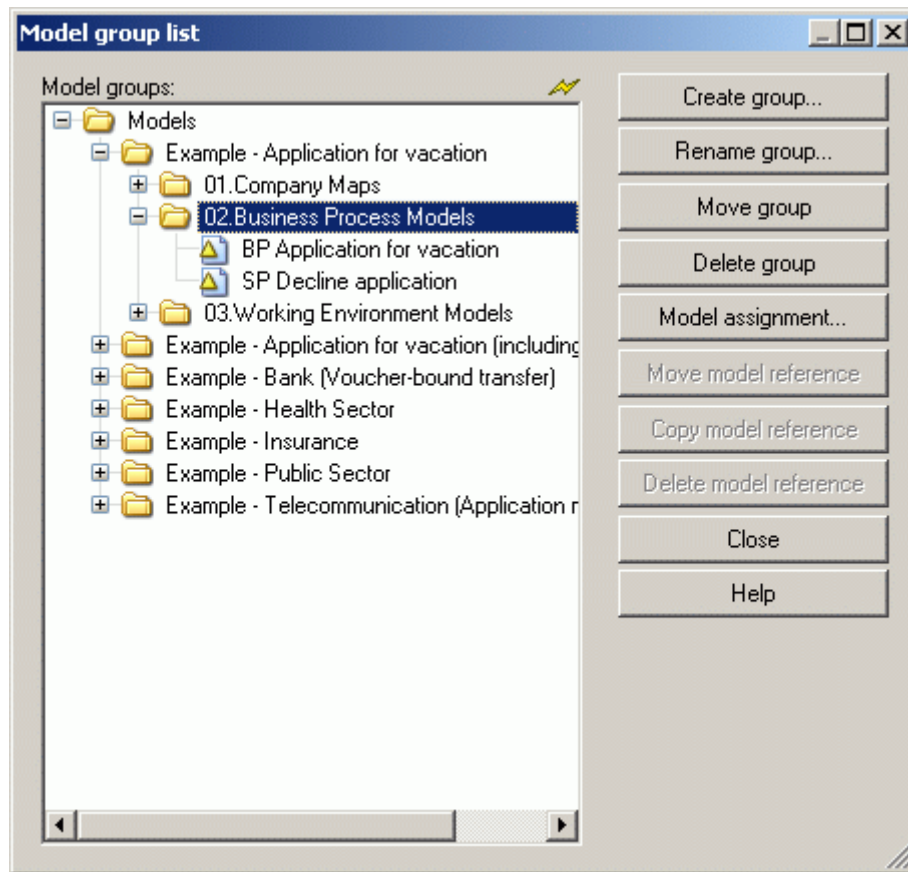 Model group list
Model groups:
Models
Example - Application for vacation
01.Company Maps
02.Business Process Models
BP Application for vacation
SP Decline application
03.Working Environment Models
Example - Application for vacation (including
Example - Bank (Voucher-bound transfer)
Example - Health Sector
Example - Insurance
Example - Public Sector
Example - Telecommunication (Application r
Create group...
Rename group...
Move group
Delete group
Model assignment...
Move model reference
Copy model reference
Delete model reference
Close
Help